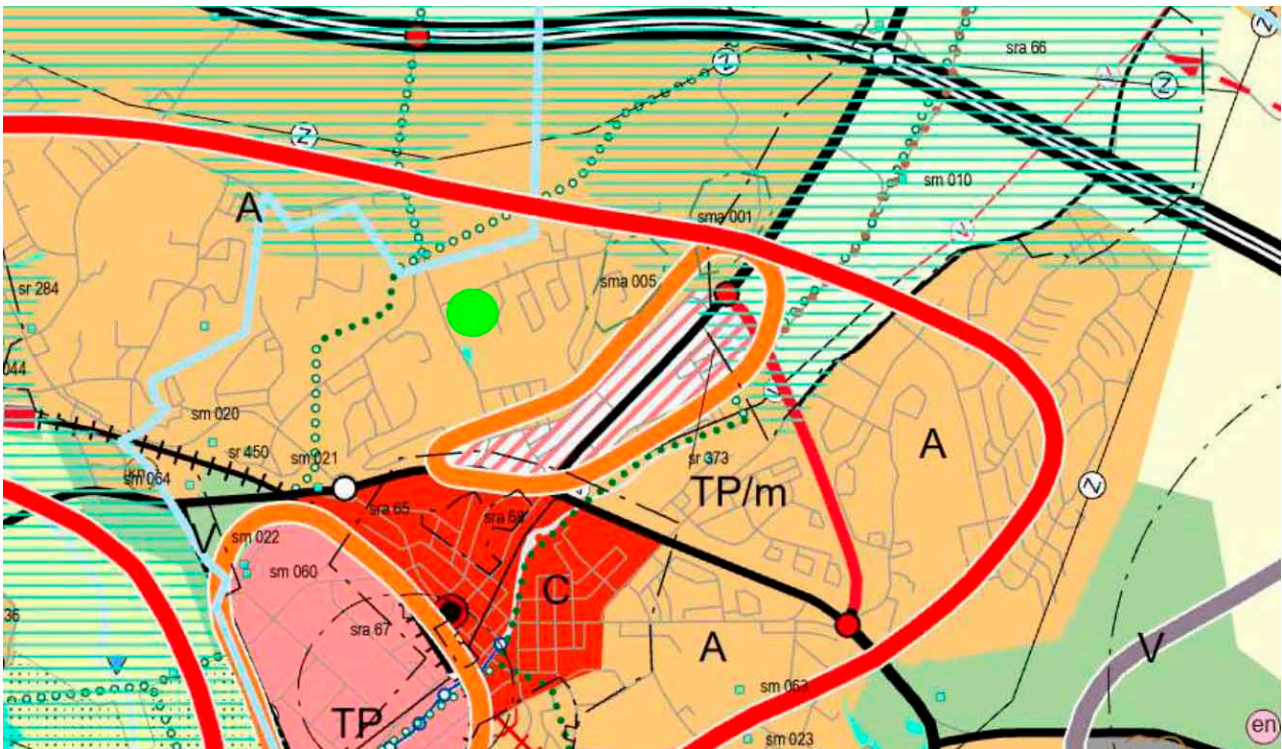 sra 66
Z
Z
Z
Z
V
sm 010
A
sma 001
V
sma 005
sr 284
044
V
sm 020
sr 450
sm 021
sm 064
sr 373
A
TP/m
Z
sra 65
sra 68
V
sm 022
sm 060
C
36
sra 67
A
V
sm 063
TP
sm 023
en